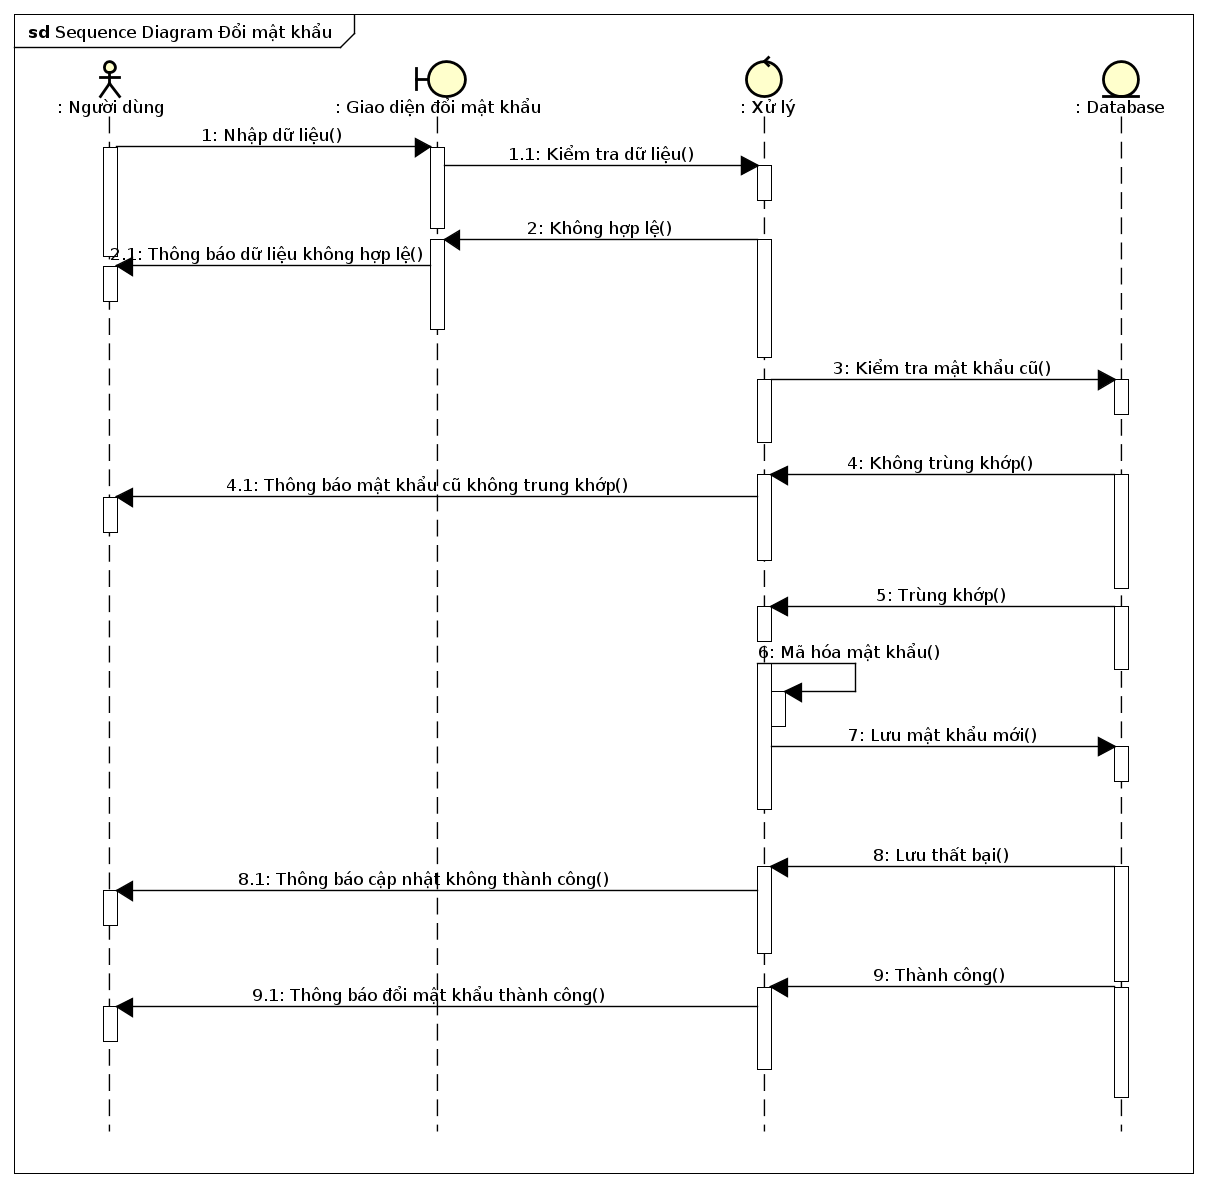 sd Sequence Diagram Đổi mật khẩu
: Người dùng
: Giao diện đổi mật khẩu
: Xử lý
: Database
1: Nhập dữ liệu()
1.1: Kiểm tra dữ liệu()
2: Không hợp lệ()
2.1: Thông báo dữ liệu không hợp lệ()
3: Kiểm tra mật khẩu cũ()
4: Không trùng khớp()
4.1: Thông báo mật khẩu cũ không trung khớp()
5: Trùng khớp()
6: Mã hóa mật khẩu()
7: Lưu mật khẩu mới()
8: Lưu thất bại()
8.1: Thông báo cập nhật không thành công()
9: Thành công()
9.1: Thông báo đổi mật khẩu thành công()